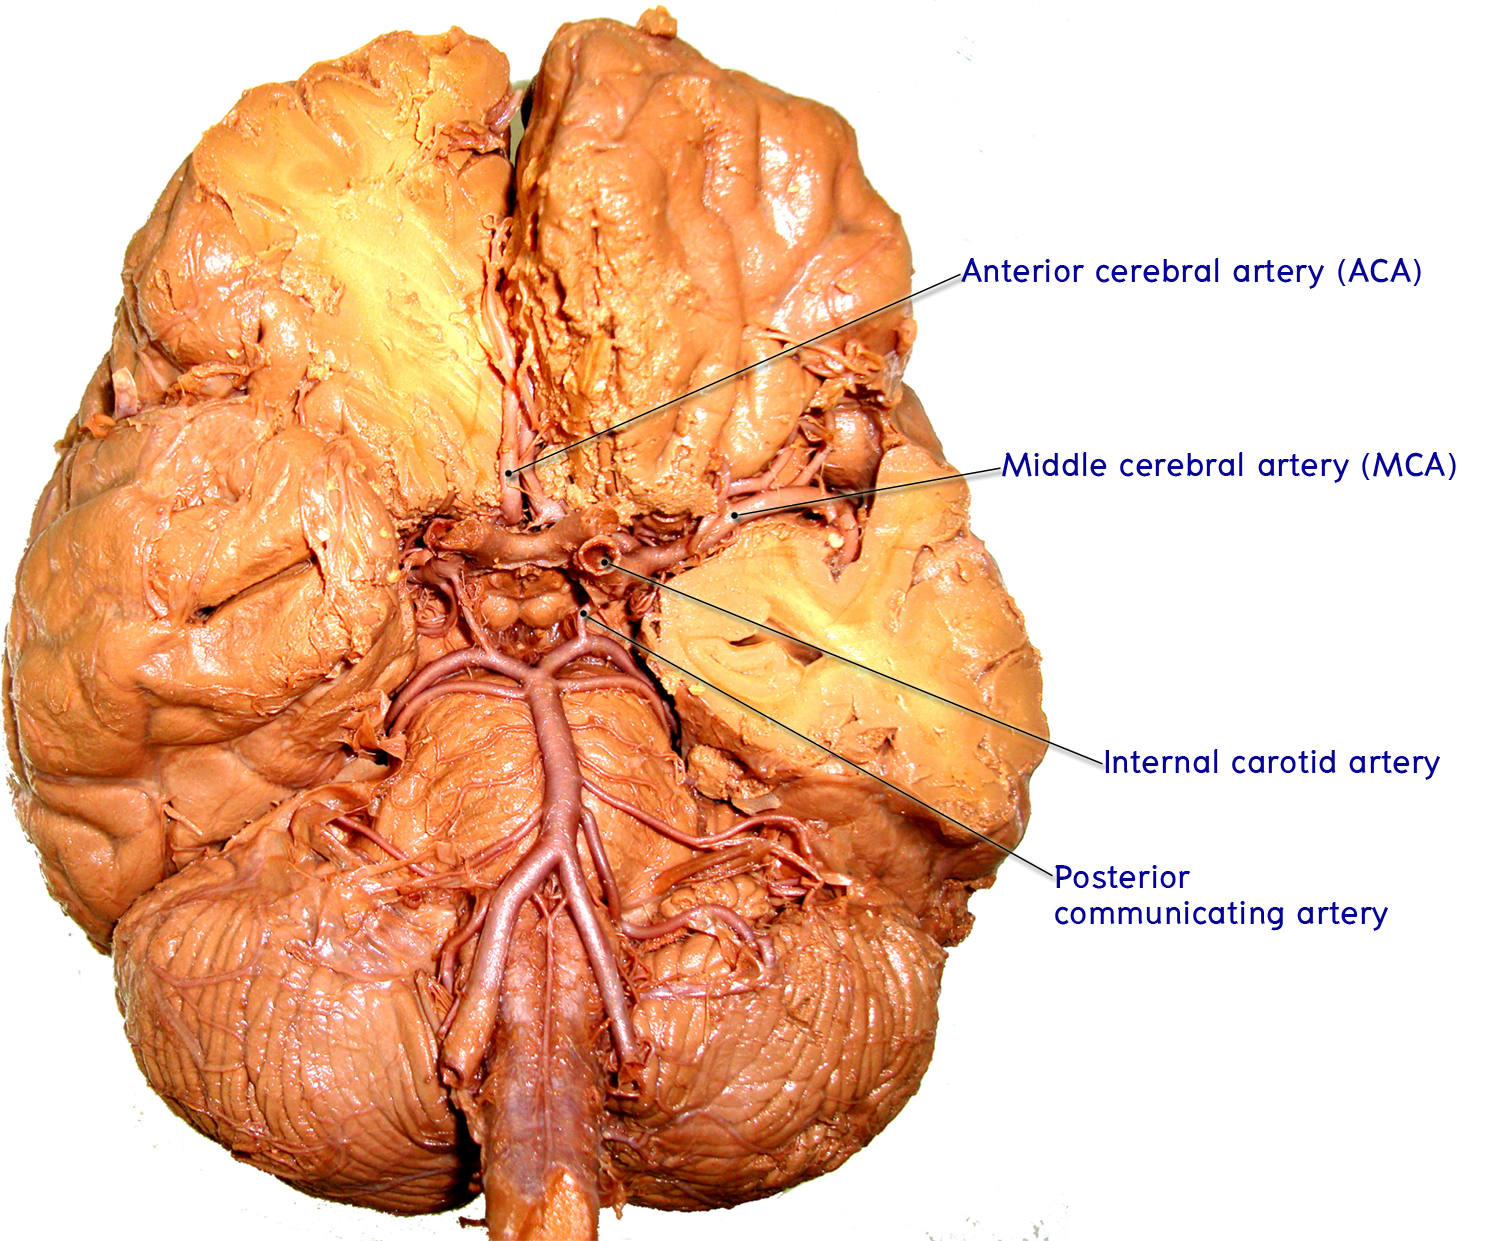 Anterior cerebral artery (ACA)
Middle cerebral artery (MCA)
Internal carotid artery
Posterior
communicating artery